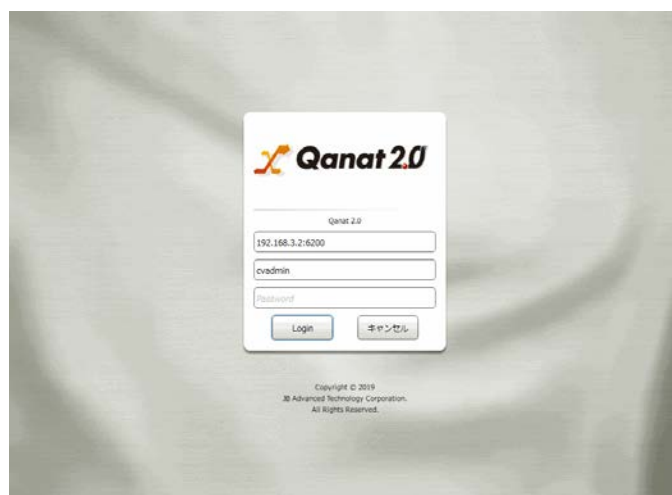 Qanat 2.0
Qanat 2.0
192.168.3.2:6200
cvadmin
Password
Login キャンセル
Copyright © 2019
JB Advanced Technology Corporation.
All Rights Reserved.